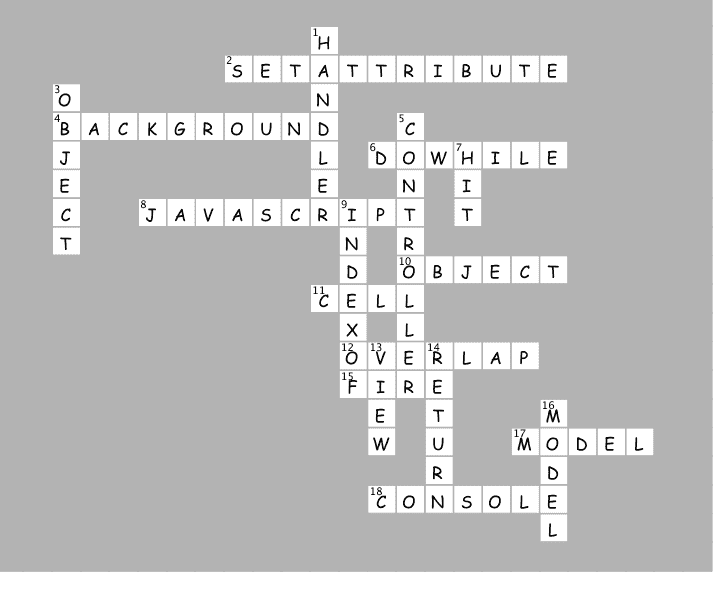 1 H
2 S E T A T T R I B U T E
3 O N
4 B A C K G R O U N D 5 C
J L 6 D O W 7 H I L E
E E N I
C 8 J A V A S C R 9 I P T T
T N R
D 10 O B J E C T
11 C E L L L
X L
12 O 13 V E 14 R L A P
15 F I R E
E T 16 M
W U 17 M O D E L
R D
18 C O N S O L E
L